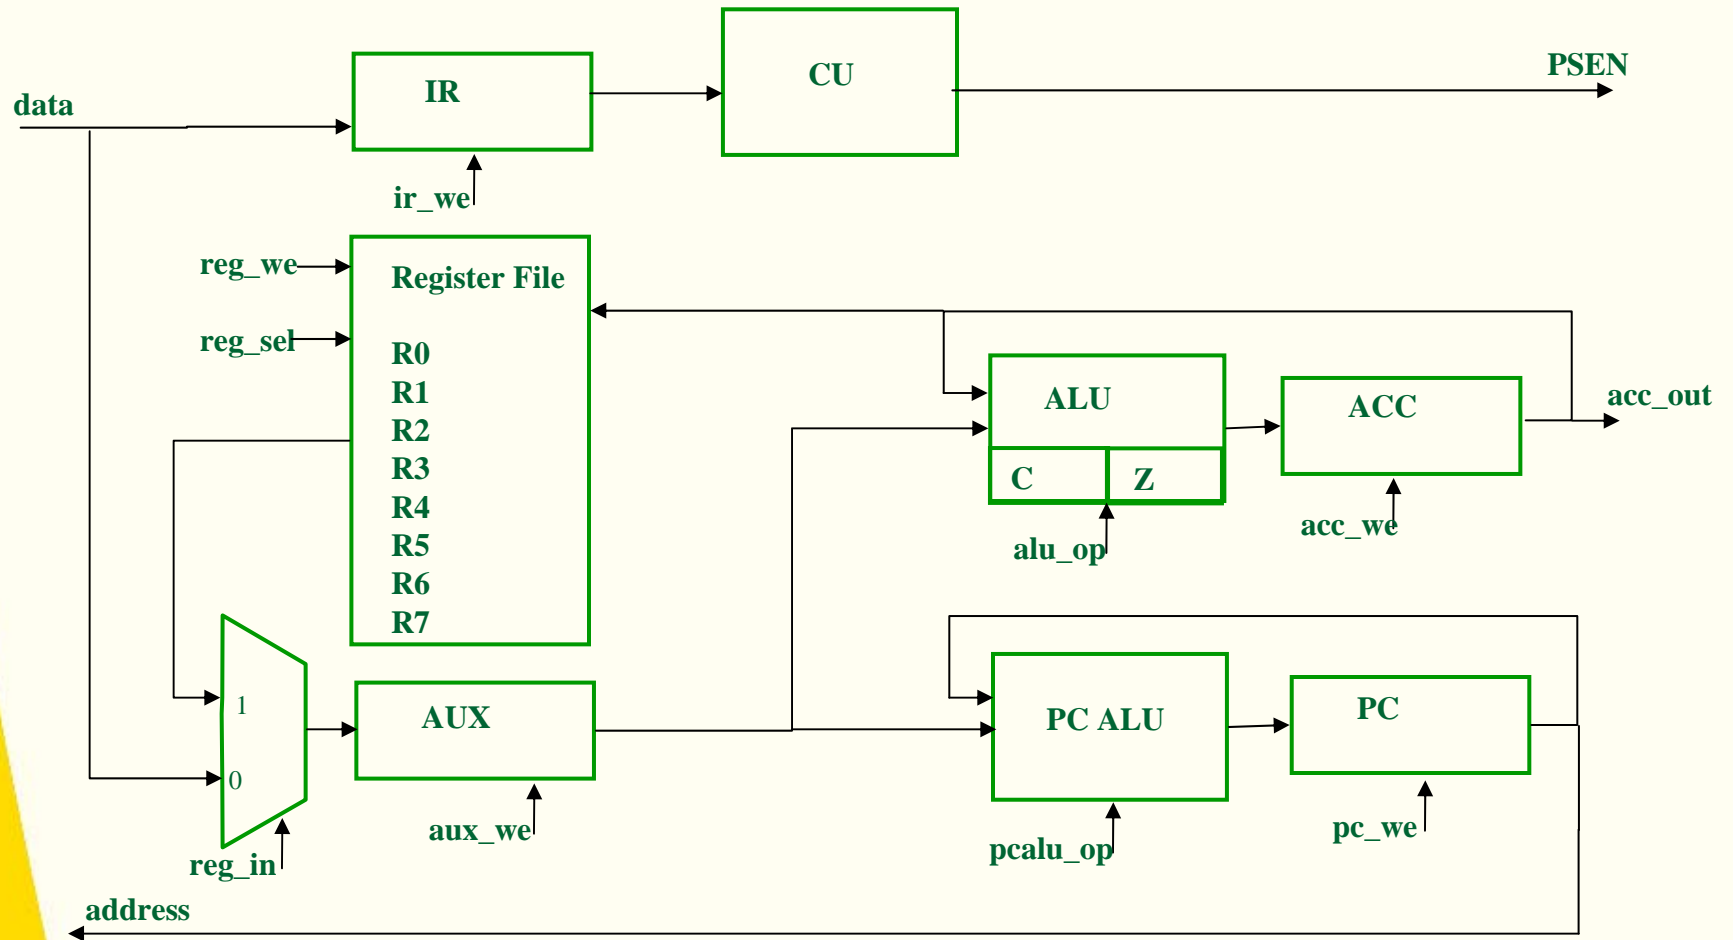 CU
PSEN
IR
data
ir_we
reg_we
Register File
reg_sel
R0
R1
R2
R3
R4
R5
R6
R7
ALU
ACC
acc_out
C
Z
alu_op
acc_we
1
0
AUX
PC ALU
PC
aux_we
pcalu_op
pc_we
reg_in
address